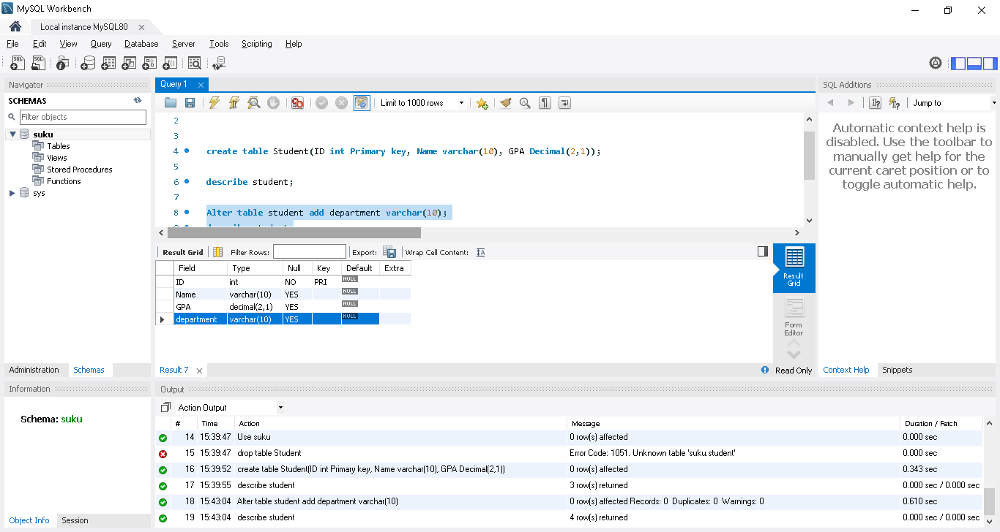 MySQL Workbench
Local instance MySQL80
File Edit View Query Database Server Tools Scripting Help
Navigator
SCHEMAS
Filter objects
suku
Tables
Views
Stored Procedures
Functions
sys
Administration Schemas
Information
Schema: suku
Object Info Session
Query 1
Limit to 1000 rows
2
3
4 create table Student(ID int Primary key, Name varchar(10), GPA Decimal(2,1));
5
6 describe student;
7
8 Alter table student add department varchar(10);
Result Grid Filter Rows: Export: Wrap Cell Content:
Field Type Null Key Default Extra
ID int NO PRI NULL
Name varchar(10) YES NULL
GPA decimal(2,1) YES NULL
department varchar(10) YES NULL
Result Grid
Form Editor
Result 7
Read Only
SQL Additions
Jump to
Automatic context help is
disabled. Use the toolbar to
manually get help for the
current caret position or to
toggle automatic help.
Context Help Snippets
Output
Action Output
# Time Action Message Duration / Fetch
14 15:39:47 Use suku 0 row(s) affected 0.000 sec
15 15:39:47 drop table Student Error Code: 1051. Unknown table 'suku.student' 0.000 sec
16 15:39:52 create table Student(ID int Primary key, Name varchar(10), GPA Decimal(2,1)) 0 row(s) affected 0.343 sec
17 15:39:55 describe student 3 row(s) returned 0.000 sec / 0.000 sec
18 15:43:04 Alter table student add department varchar(10) 0 row(s) affected Records: 0 Duplicates: 0 Warnings: 0 0.610 sec
19 15:43:04 describe student 4 row(s) returned 0.000 sec / 0.000 sec